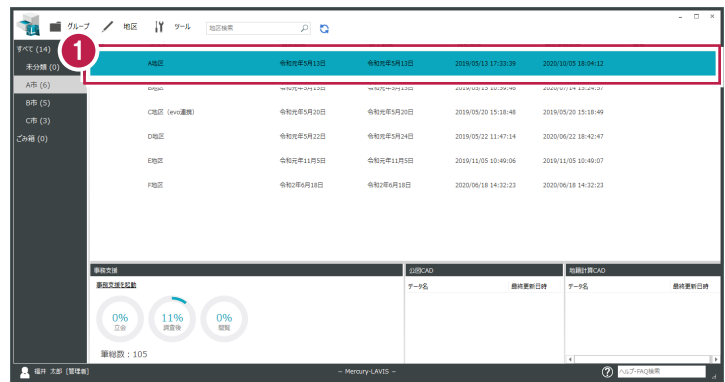 グループ 地区 ツール 地区検索
すべて (14)
1
未分類 (0)
A地区 令和元年5月13日 令和元年5月13日 2019/05/13 17:33:39 2020/10/05 18:04:12
A市 (6)
B市 (5)
C地区 (evo連携) 令和元年5月20日 令和元年5月20日 2019/05/20 15:18:48 2019/05/20 15:18:49
C市 (3)
ごみ箱 (0)
D地区 令和元年5月22日 令和元年5月24日 2019/05/22 11:47:14 2020/06/22 18:42:47
E地区 令和元年11月5日 令和元年11月5日 2019/11/05 10:49:06 2019/11/05 10:49:07
F地区 令和2年6月18日 令和2年6月18日 2020/06/18 14:32:23 2020/06/18 14:32:23
事務支援 公図CAD 地籍計算CAD
事務支援を起動 データ名 最終更新日時 データ名 最終更新日時
0% 11% 0%
立会 調査後 閲覧
筆総数 : 105
福井 太郎 [管理者] − Mercury-LAVIS − ヘルプ・FAQ検索